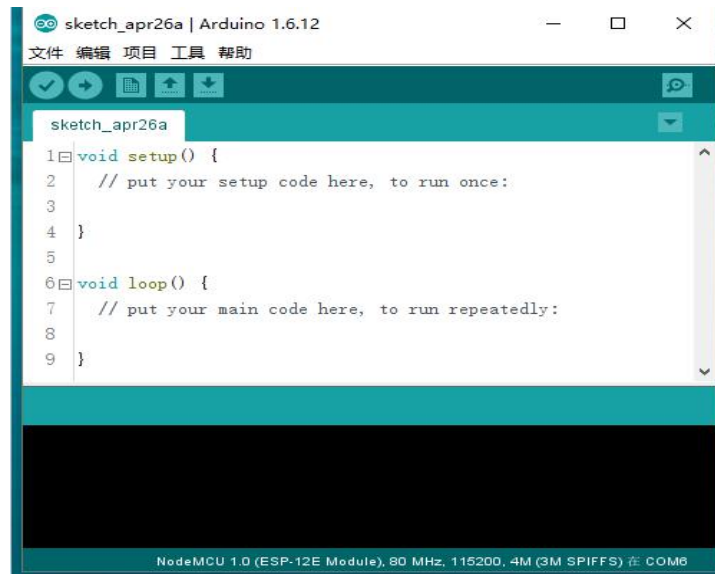 sketch_apr26a | Arduino 1.6.12
文件 编辑 项目 工具 帮助
sketch_apr26a
1 void setup() {
2 // put your setup code here, to run once:
3
4 }
5
6 void loop() {
7 // put your main code here, to run repeatedly:
8
9 }
NodeMCU 1.0 (ESP-12E Module), 80 MHz, 115200, 4M (3M SPIFFS) 在 COM6